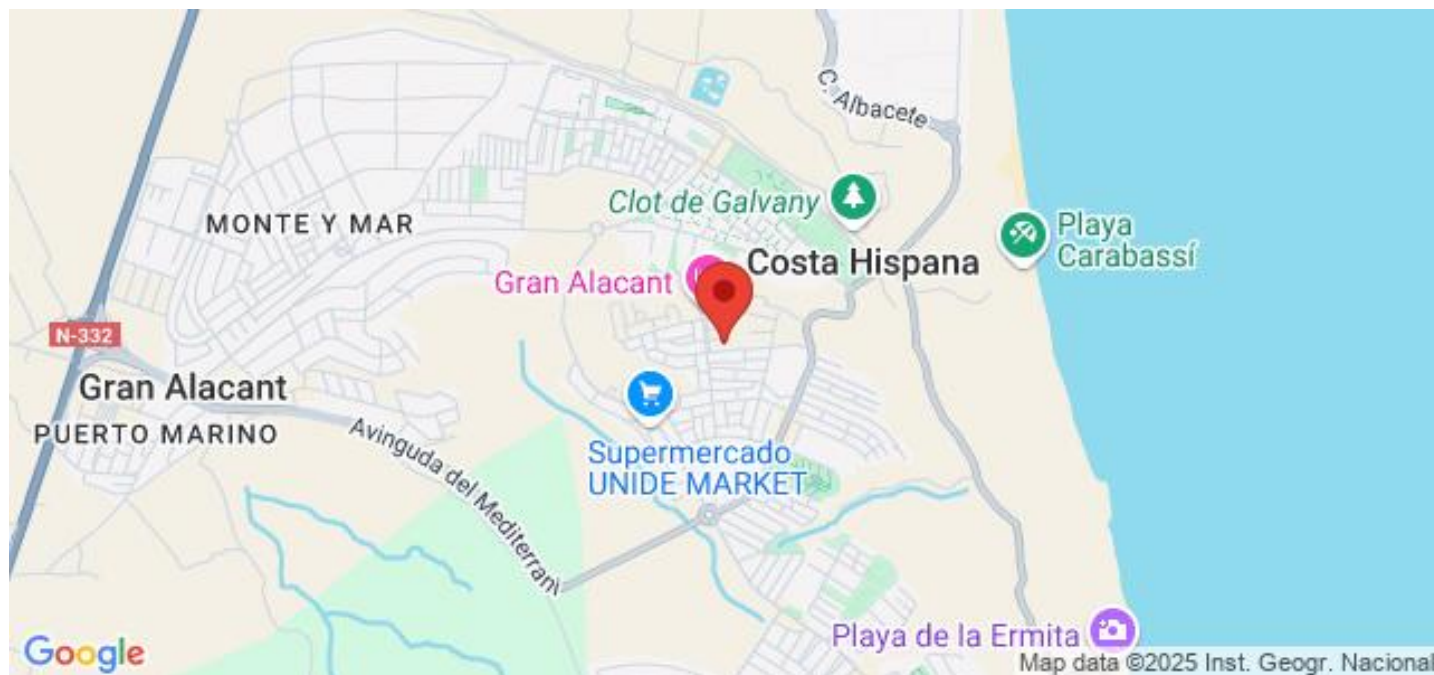 C. Albacete
Clot de Galvany
MONTE Y MAR
Playa
Carabassí
Costa Hispana
Gran Alacant
N-332
Gran Alacant
PUERTO MARINO
Avinguda del Mediterrani
Supermercado
UNIDE MARKET
Playa de la Ermita
Google
Map data ©2025 Inst. Geogr. Nacional